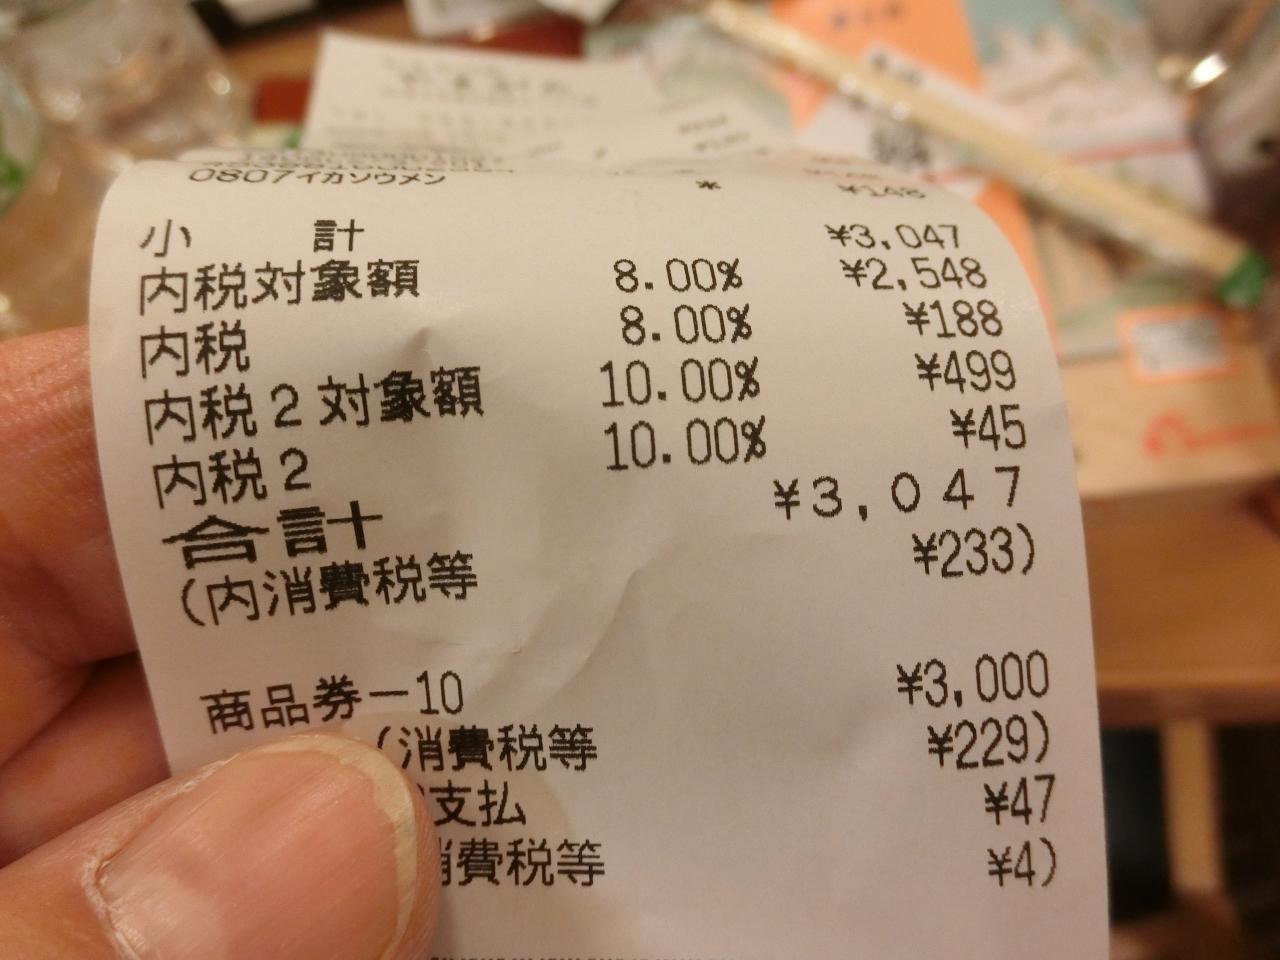 0807イカソウメン * ¥148
小 計 ¥3,047
内税対象額 8.00% ¥2,548
内税 8.00% ¥188
内税2対象額 10.00% ¥499
内税2 10.00% ¥45
合計 ¥3,047
(内消費税等 ¥233)
商品券-10 ¥3,000
(消費税等 ¥229)
支払 ¥47
消費税等 ¥4)